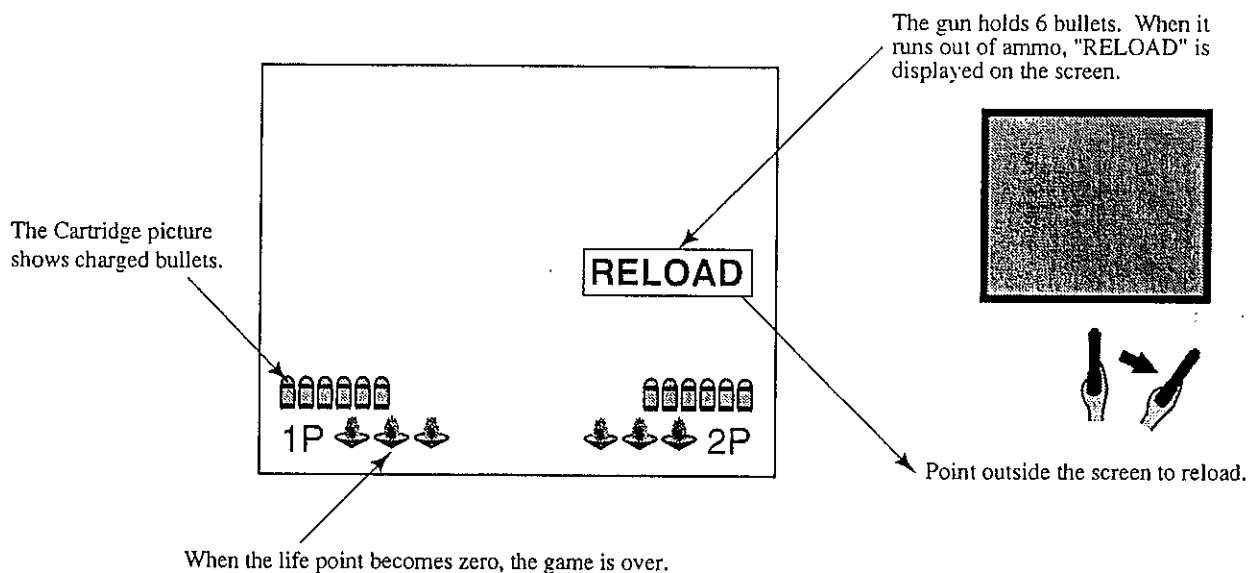 The gun holds 6 bullets. When it
runs out of ammo, "RELOAD" is
displayed on the screen.
The Cartridge picture
shows charged bullets.
RELOAD
1P
2P
Point outside the screen to reload.
When the life point becomes zero, the game is over.